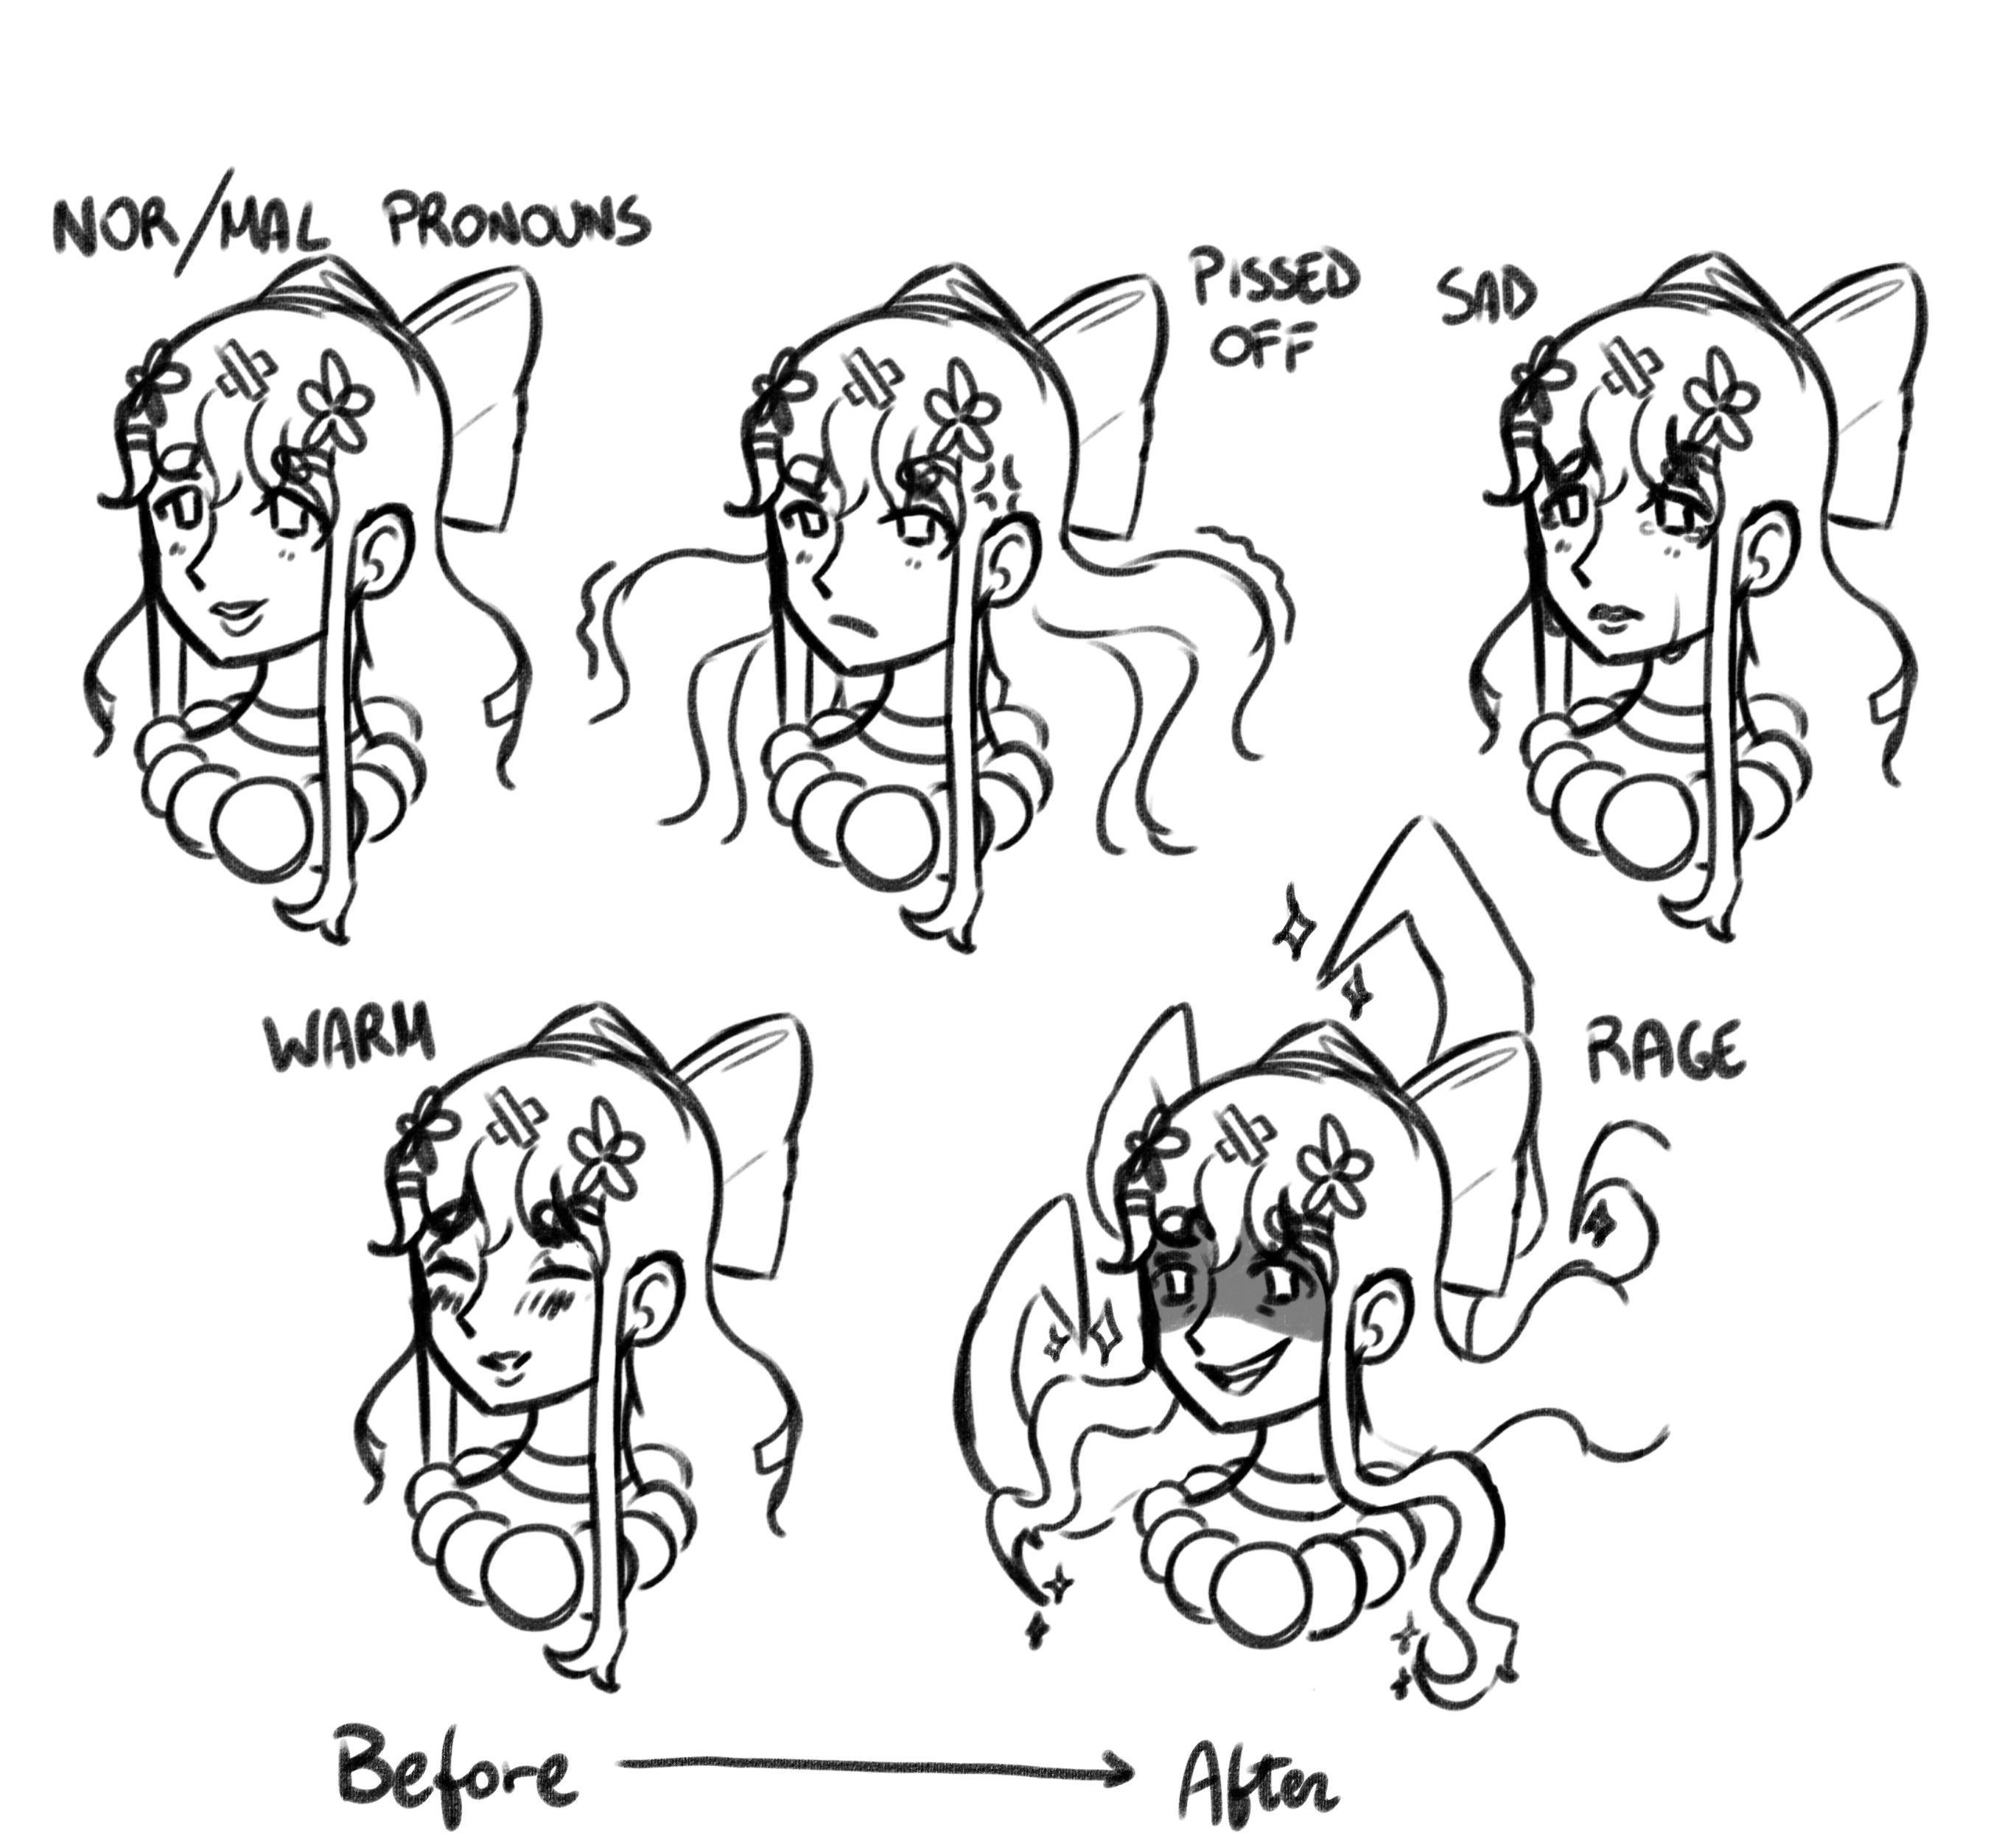 NOR/MAL PRONOUNS
PISSED
OFF
SAD
WARM
RAGE
Before
After